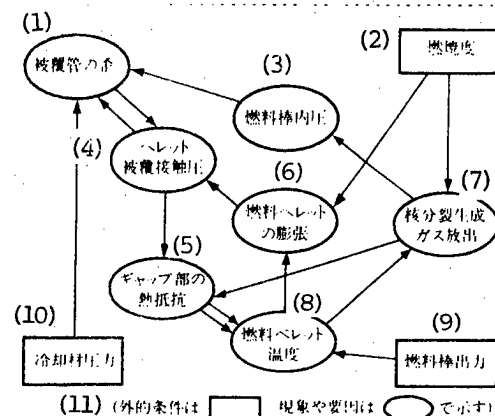 (1)
被覆管の歪
(2)
燃焼度
(3)
燃料棒内圧
(4)
ペレット
被覆接触圧
(6)
燃料ペレット
の膨張
(7)
核分裂生成
ガス放出
(5)
ギャップ部の
熱抵抗
(8)
燃料ペレット
温度
(9)
燃料棒出力
(10)
冷却材圧力
(11) (外的条件は 現象や要因は で示す)